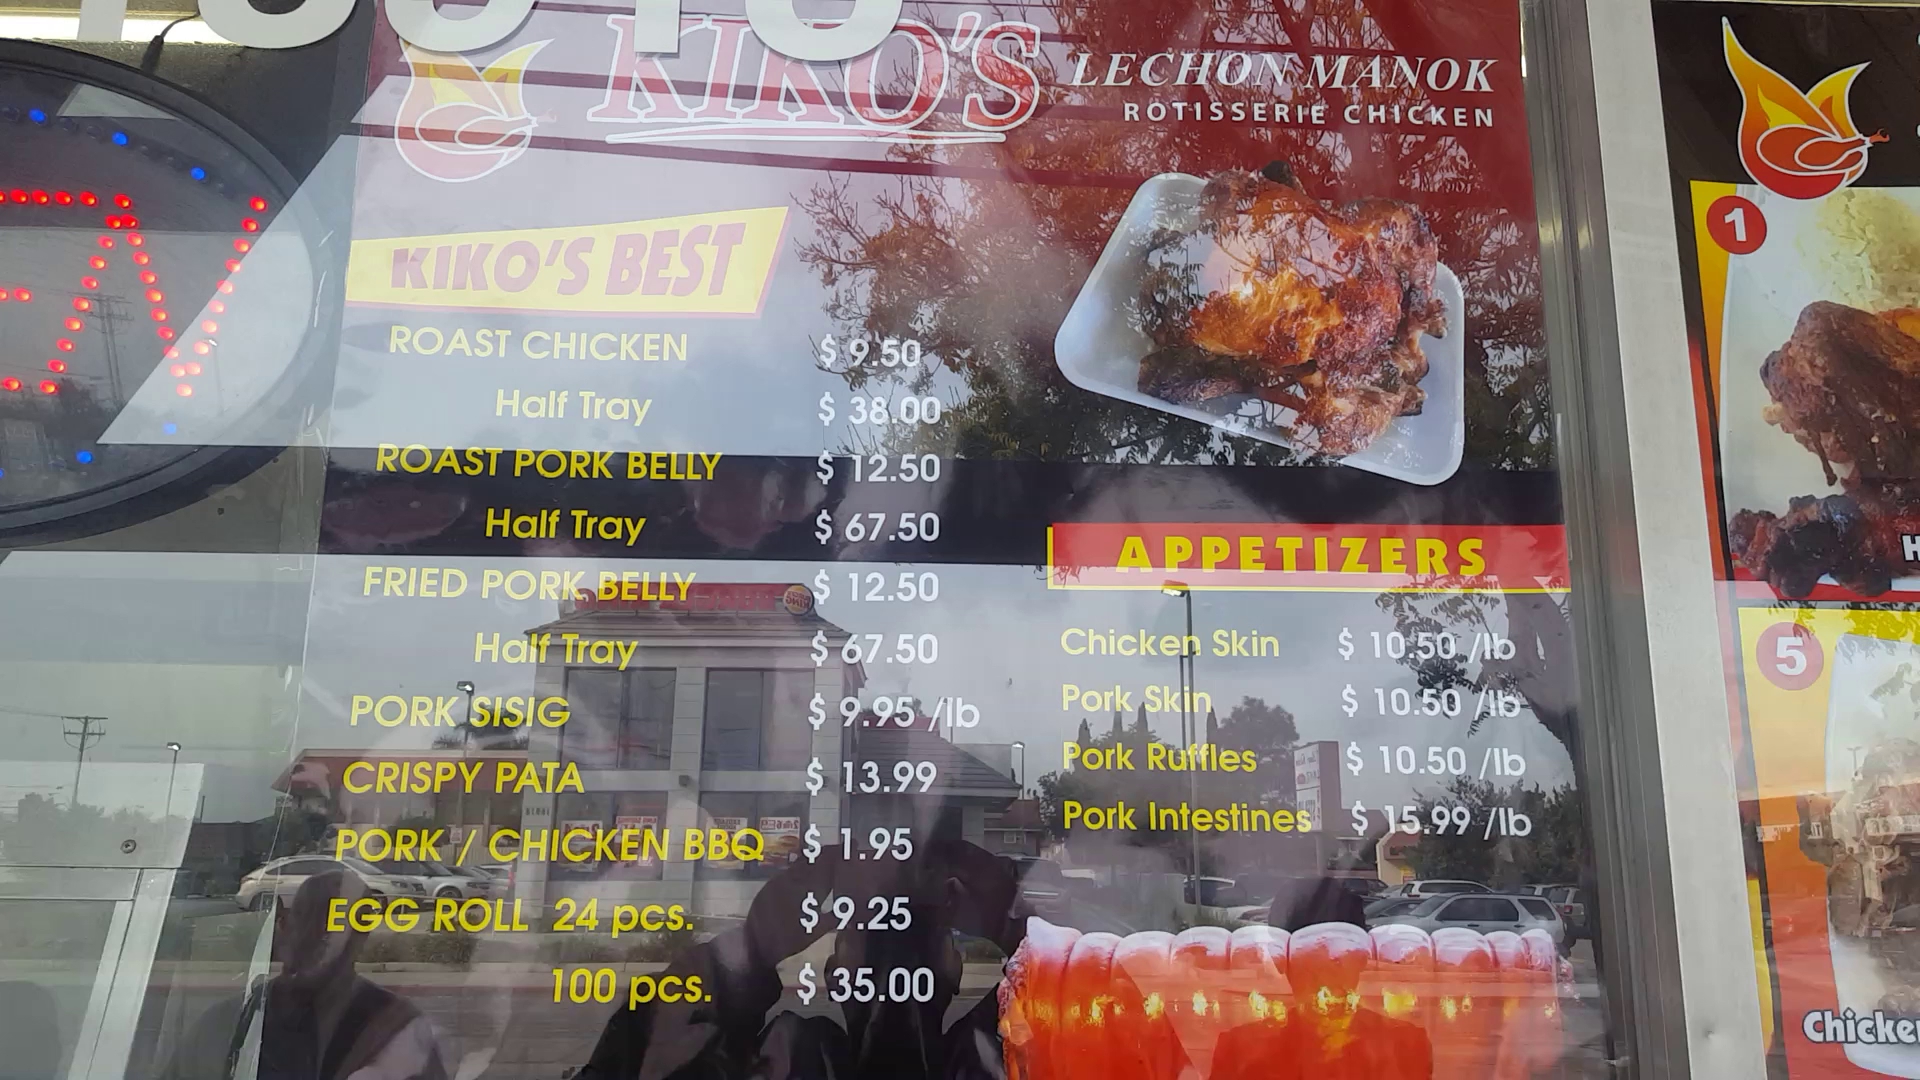 KIKO'S
LECHON MANOK
ROTISSERIE CHICKEN
KIKO'S BEST
ROAST CHICKEN $ 9.50
Half Tray $ 38.00
ROAST PORK BELLY $ 12.50
Half Tray $ 67.50
FRIED PORK BELLY $ 12.50
Half Tray $ 67.50
PORK SISIG $ 9.95 /lb
CRISPY PATA $ 13.99
PORK / CHICKEN BBQ $ 1.95
EGG ROLL 24 pcs. $ 9.25
100 pcs. $ 35.00
APPETIZERS
Chicken Skin $ 10.50 /lb
Pork Skin $ 10.50 /lb
Pork Ruffles $ 10.50 /lb
Pork Intestines $ 15.99 /lb
1
5